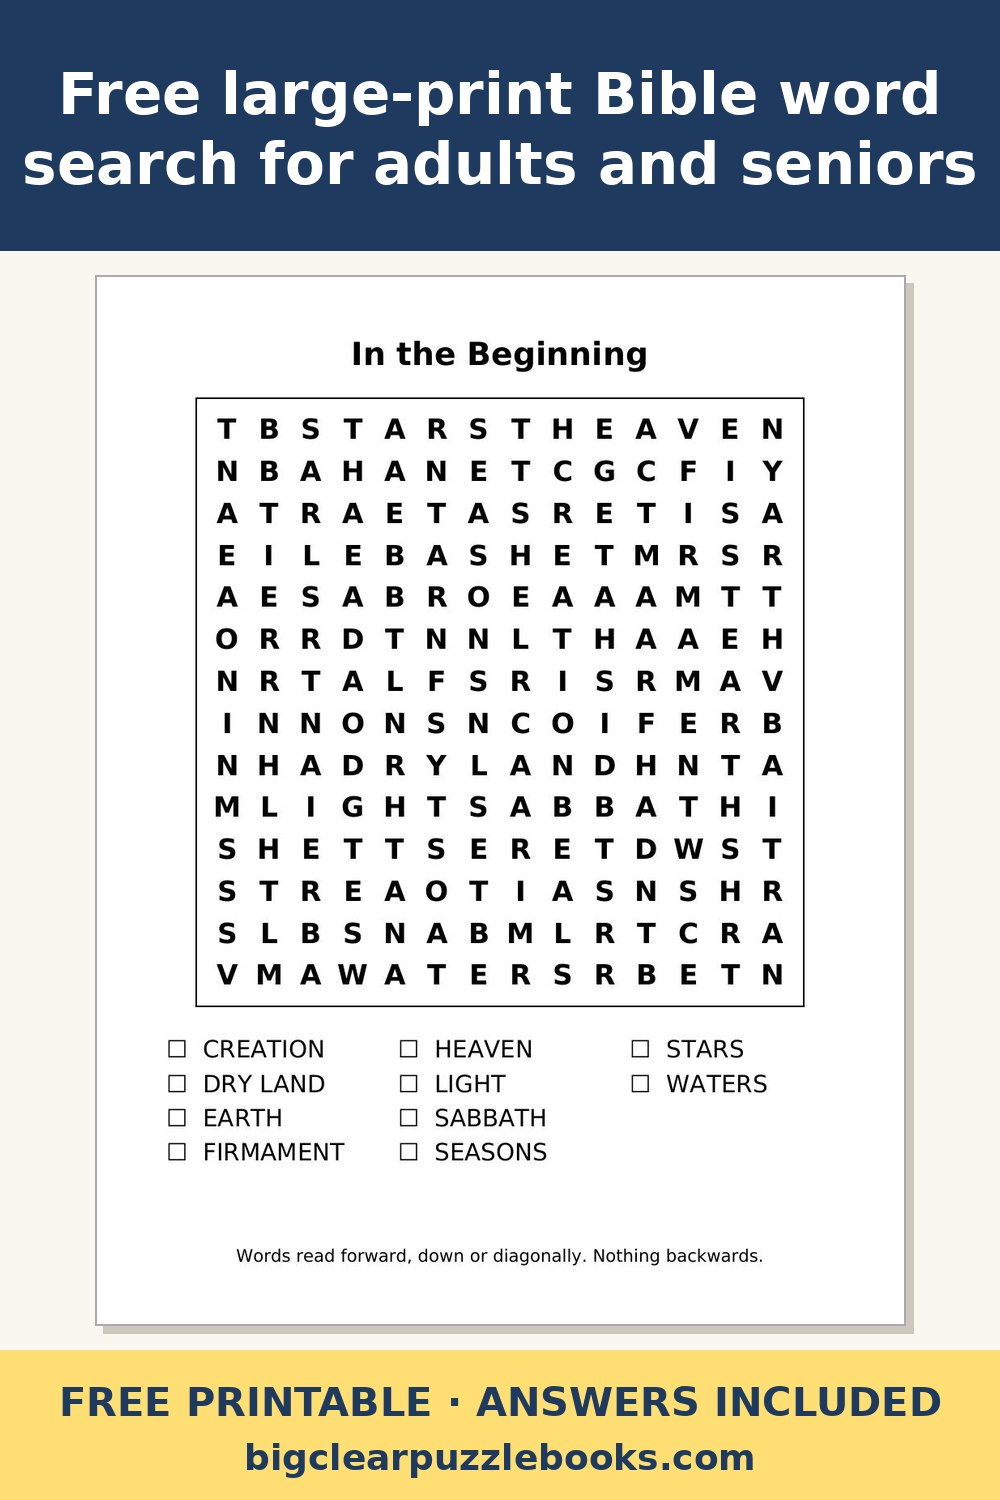 Free large-print Bible word
search for adults and seniors
In the Beginning
T B S T A R S T H E A V E N
N B A H A N E T C G C F I Y
A T R A E T A S R E T I S A
E I L E B A S H E T M R S R
A E S A B R O E A A A M T T
O R R D T N N L T H A A E H
N R T A L F S R I S R M A V
I N N O N S N C O I F E R B
N H A D R Y L A N D H N T A
M L I G H T S A B B A T H I
S H E T T S E R E T D W S T
S T R E A O T I A S N S H R
S L B S N A B M L R T C R A
V M A W A T E R S R B E T N
☐ CREATION ☐ HEAVEN ☐ STARS
☐ DRY LAND ☐ LIGHT ☐ WATERS
☐ EARTH ☐ SABBATH
☐ FIRMAMENT ☐ SEASONS
Words read forward, down or diagonally. Nothing backwards.
FREE PRINTABLE · ANSWERS INCLUDED
bigclearpuzzlebooks.com